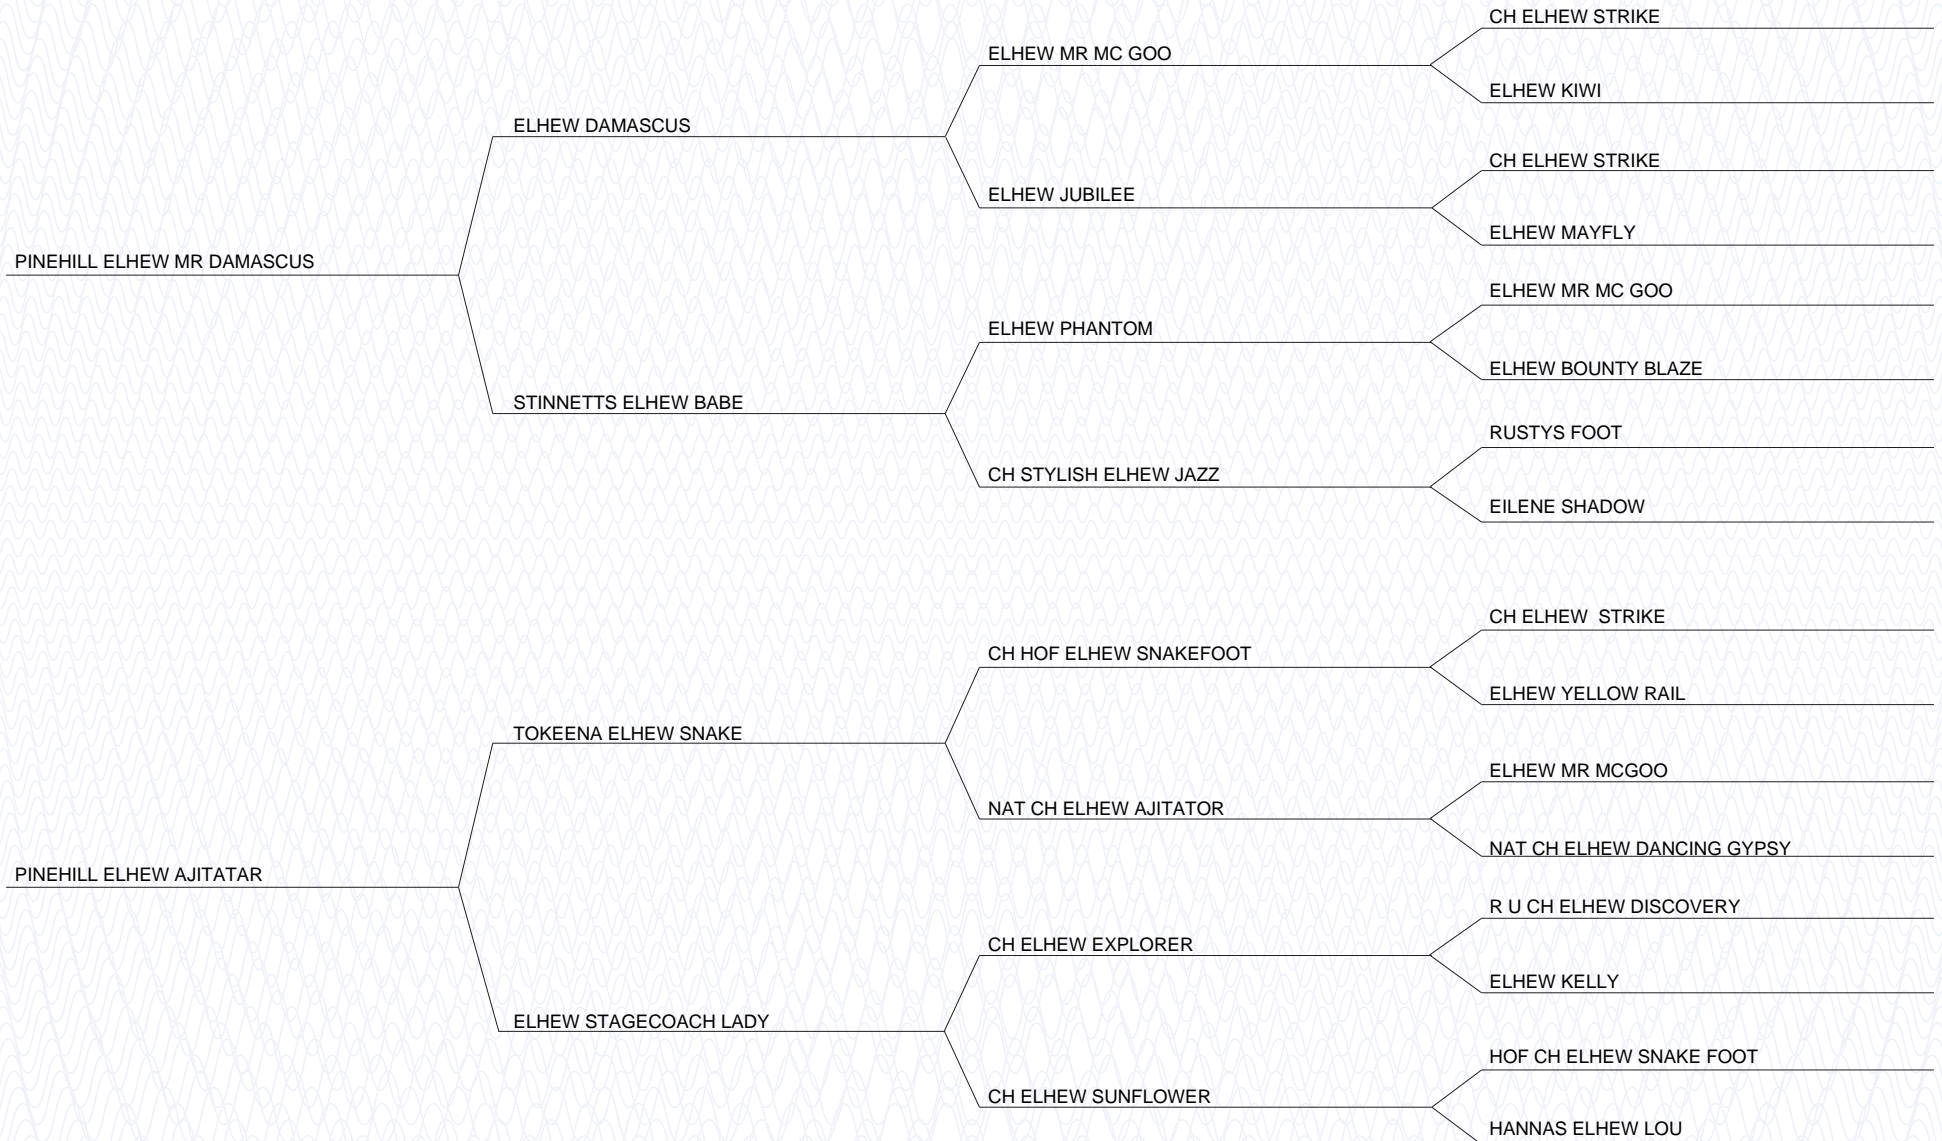 CH ELHEW STRIKE
ELHEW MR MC GOO
ELHEW KIWI
ELHEW DAMASCUS
CH ELHEW STRIKE
ELHEW JUBILEE
ELHEW MAYFLY
PINEHILL ELHEW MR DAMASCUS
ELHEW MR MC GOO
ELHEW PHANTOM
ELHEW BOUNTY BLAZE
STINNETTS ELHEW BABE
RUSTYS FOOT
CH STYLISH ELHEW JAZZ
EILENE SHADOW
CH ELHEW  STRIKE
CH HOF ELHEW SNAKEFOOT
ELHEW YELLOW RAIL
TOKEENA ELHEW SNAKE
ELHEW MR MCGOO
NAT CH ELHEW AJITATOR
NAT CH ELHEW DANCING GYPSY
PINEHILL ELHEW AJITATAR
R U CH ELHEW DISCOVERY
CH ELHEW EXPLORER
ELHEW KELLY
ELHEW STAGECOACH LADY
HOF CH ELHEW SNAKE FOOT
CH ELHEW SUNFLOWER
HANNAS ELHEW LOU